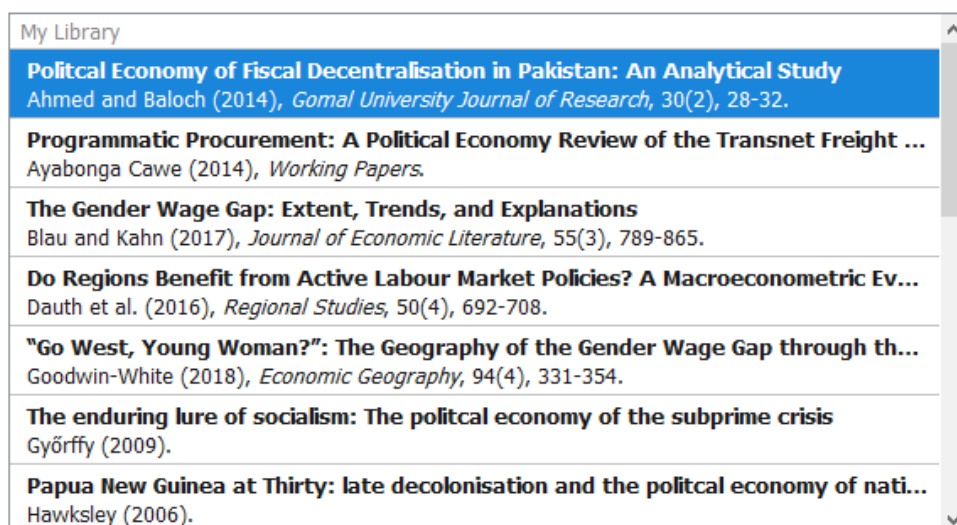 My Library
Politcal Economy of Fiscal Decentralisation in Pakistan: An Analytical Study
Ahmed and Baloch (2014), Gomal University Journal of Research, 30(2), 28-32.
Programmatic Procurement: A Political Economy Review of the Transnet Freight ...
Ayabonga Cawe (2014), Working Papers.
The Gender Wage Gap: Extent, Trends, and Explanations
Blau and Kahn (2017), Journal of Economic Literature, 55(3), 789-865.
Do Regions Benefit from Active Labour Market Policies? A Macroeconometric Ev...
Dauth et al. (2016), Regional Studies, 50(4), 692-708.
“Go West, Young Woman?”: The Geography of the Gender Wage Gap through th...
Goodwin-White (2018), Economic Geography, 94(4), 331-354.
The enduring lure of socialism: The politcal economy of the subprime crisis
Győrffy (2009).
Papua New Guinea at Thirty: late decolonisation and the politcal economy of nati...
Hawksley (2006).